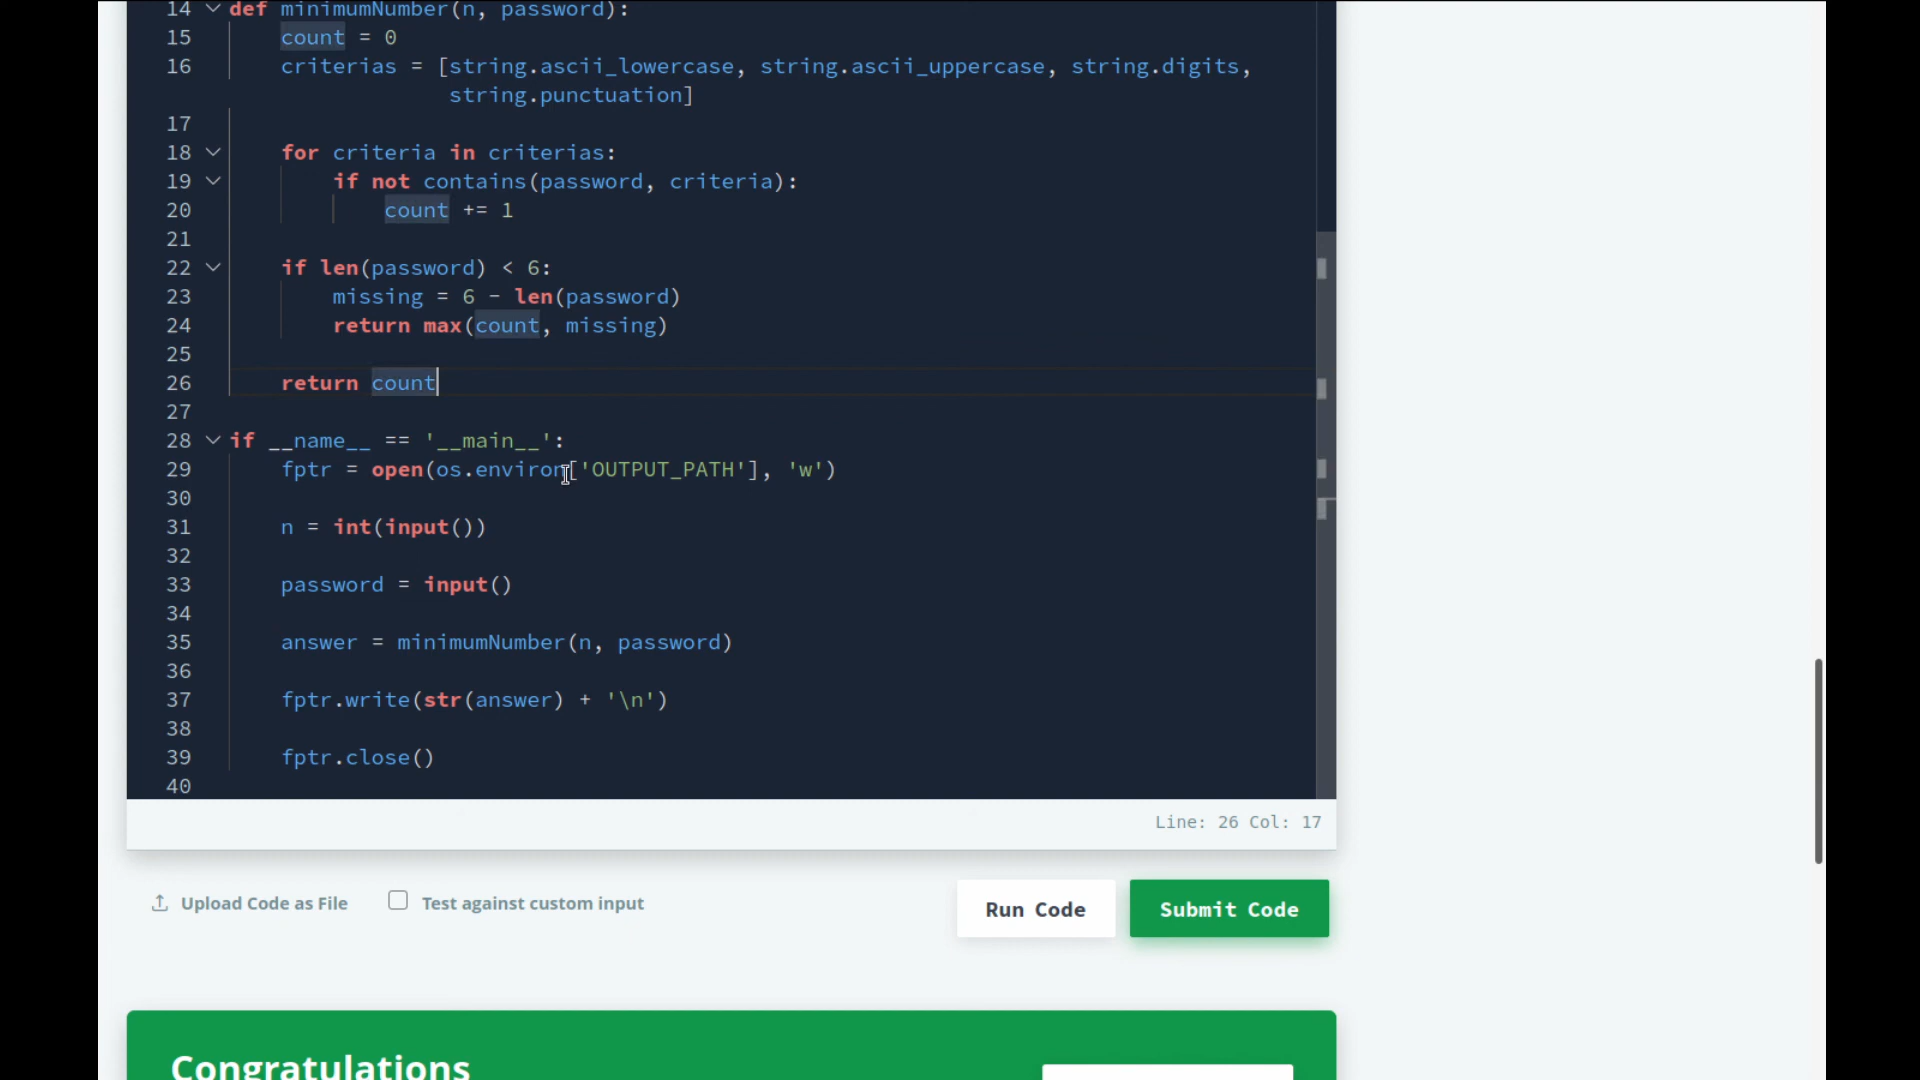 14 def minimumNumber(n, password):
15 count = 0
16 criterias = [string.ascii_lowercase, string.ascii_uppercase, string.digits,
string.punctuation]
17
18 for criteria in criterias:
19 if not contains(password, criteria):
20 count += 1
21
22 if len(password) < 6:
23 missing = 6 - len(password)
24 return max(count, missing)
25
26 return count
27
28 if __name__ == '__main__':
29 fptr = open(os.environ['OUTPUT_PATH'], 'w')
30
31 n = int(input())
32
33 password = input()
34
35 answer = minimumNumber(n, password)
36
37 fptr.write(str(answer) + '\n')
38
39 fptr.close()
40
Line: 26 Col: 17
Upload Code as File Test against custom input Run Code Submit Code
Congratulations